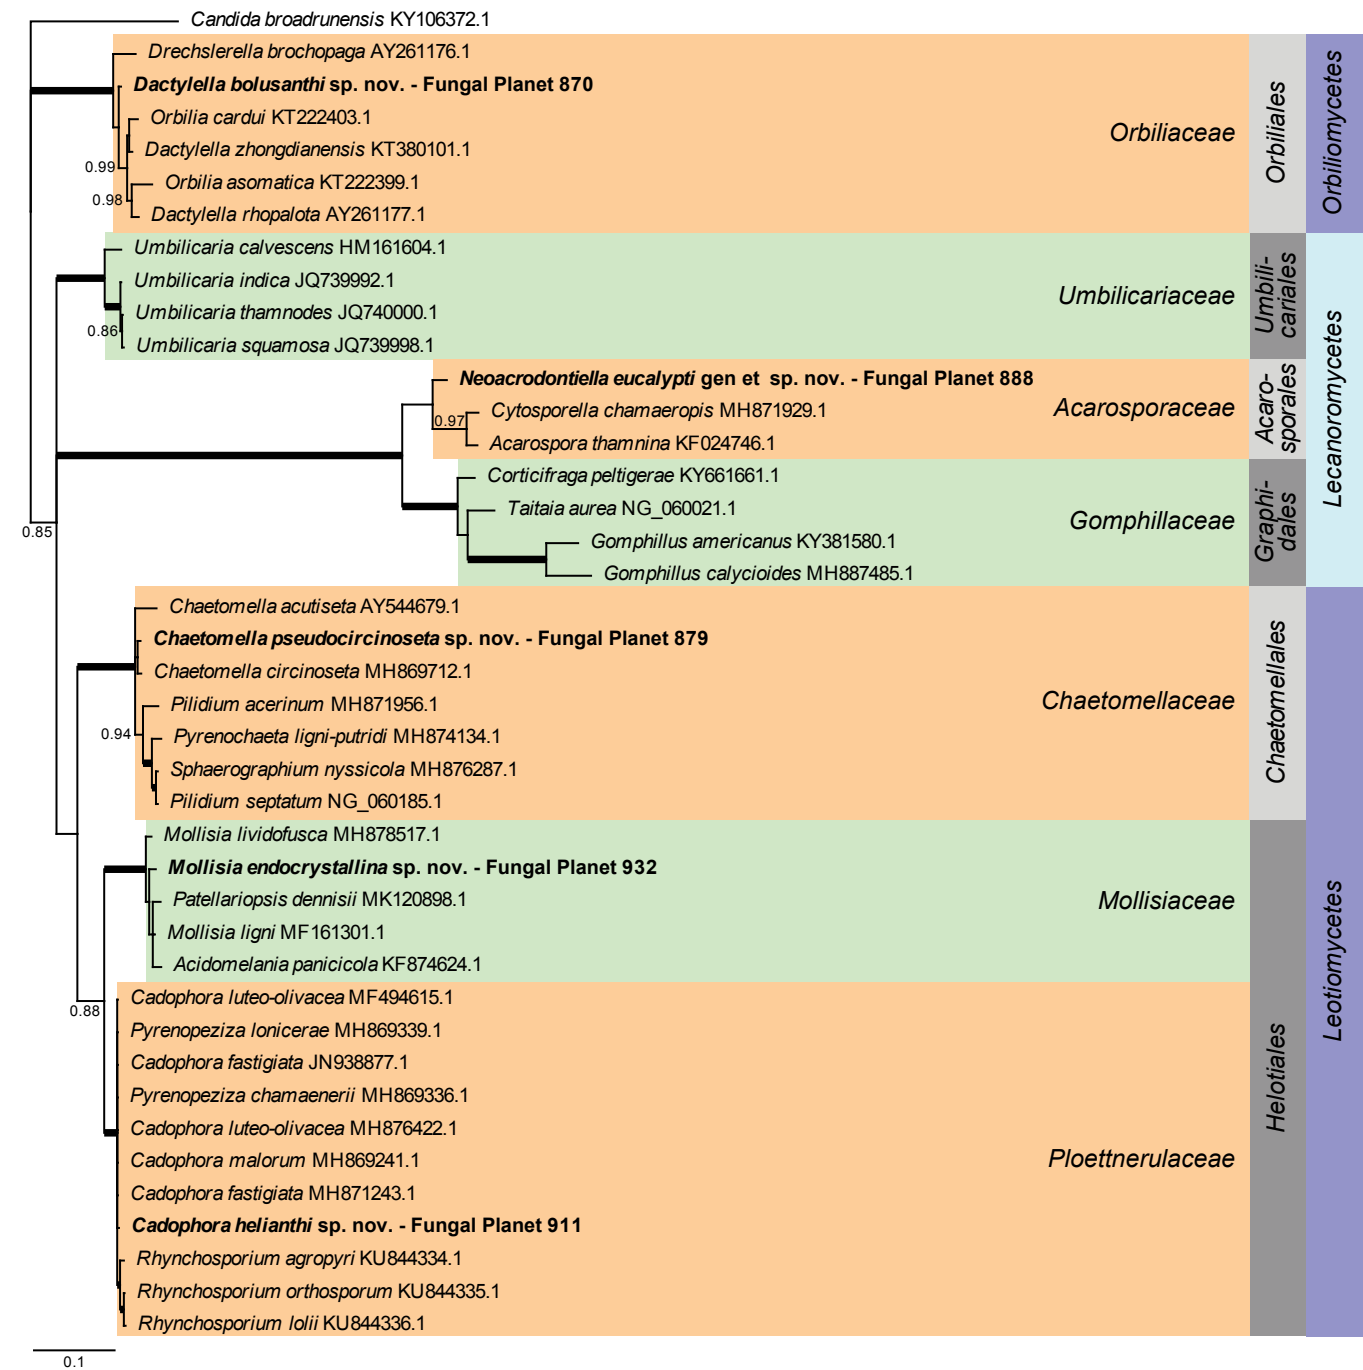 Candida broadrunensis KY106372.1
Drechslerella brochopaga AY261176.1
Dactylella bolusanthi sp. nov. - Fungal Planet 870
Orbilia cardui KT222403.1
Dactylella zhongdianensis KT380101.1
0.99
Orbilia asomatica KT222399.1
0.98
Dactylella rhopalota AY261177.1
Orbiliaceae
Orbiliales
Orbiliomycetes
Umbilicaria calvescens HM161604.1
Umbilicaria indica JQ739992.1
Umbilicaria thamnodes JQ740000.1
0.86
Umbilicaria squamosa JQ739998.1
Umbilicariaceae
Umbili-
cariales
Neoacrodontiella eucalypti gen et  sp. nov. - Fungal Planet 888
Cytosporella chamaeropis MH871929.1
0.97
Acarospora thamnina KF024746.1
Acarosporaceae
Acaro-
sporales
Lecanoromycetes
Corticifraga peltigerae KY661661.1
Taitaia aurea NG_060021.1
Gomphillus americanus KY381580.1
Gomphillus calycioides MH887485.1
Gomphillaceae
Graphi-
dales
0.85
Chaetomella acutiseta AY544679.1
Chaetomella pseudocircinoseta sp. nov. - Fungal Planet 879
Chaetomella circinoseta MH869712.1
Pilidium acerinum MH871956.1
0.94
Pyrenochaeta ligni-putridi MH874134.1
Sphaerographium nyssicola MH876287.1
Pilidium septatum NG_060185.1
Chaetomellaceae
Chaetomellales
Mollisia lividofusca MH878517.1
Mollisia endocrystallina sp. nov. - Fungal Planet 932
Patellariopsis dennisii MK120898.1
Mollisia ligni MF161301.1
Acidomelania panicicola KF874624.1
Mollisiaceae
Leotiomycetes
0.88
Cadophora luteo-olivacea MF494615.1
Pyrenopeziza lonicerae MH869339.1
Cadophora fastigiata JN938877.1
Pyrenopeziza chamaenerii MH869336.1
Cadophora luteo-olivacea MH876422.1
Cadophora malorum MH869241.1
Cadophora fastigiata MH871243.1
Cadophora helianthi sp. nov. - Fungal Planet 911
Rhynchosporium agropyri KU844334.1
Rhynchosporium orthosporum KU844335.1
Rhynchosporium lolii KU844336.1
Ploettnerulaceae
Helotiales
0.1